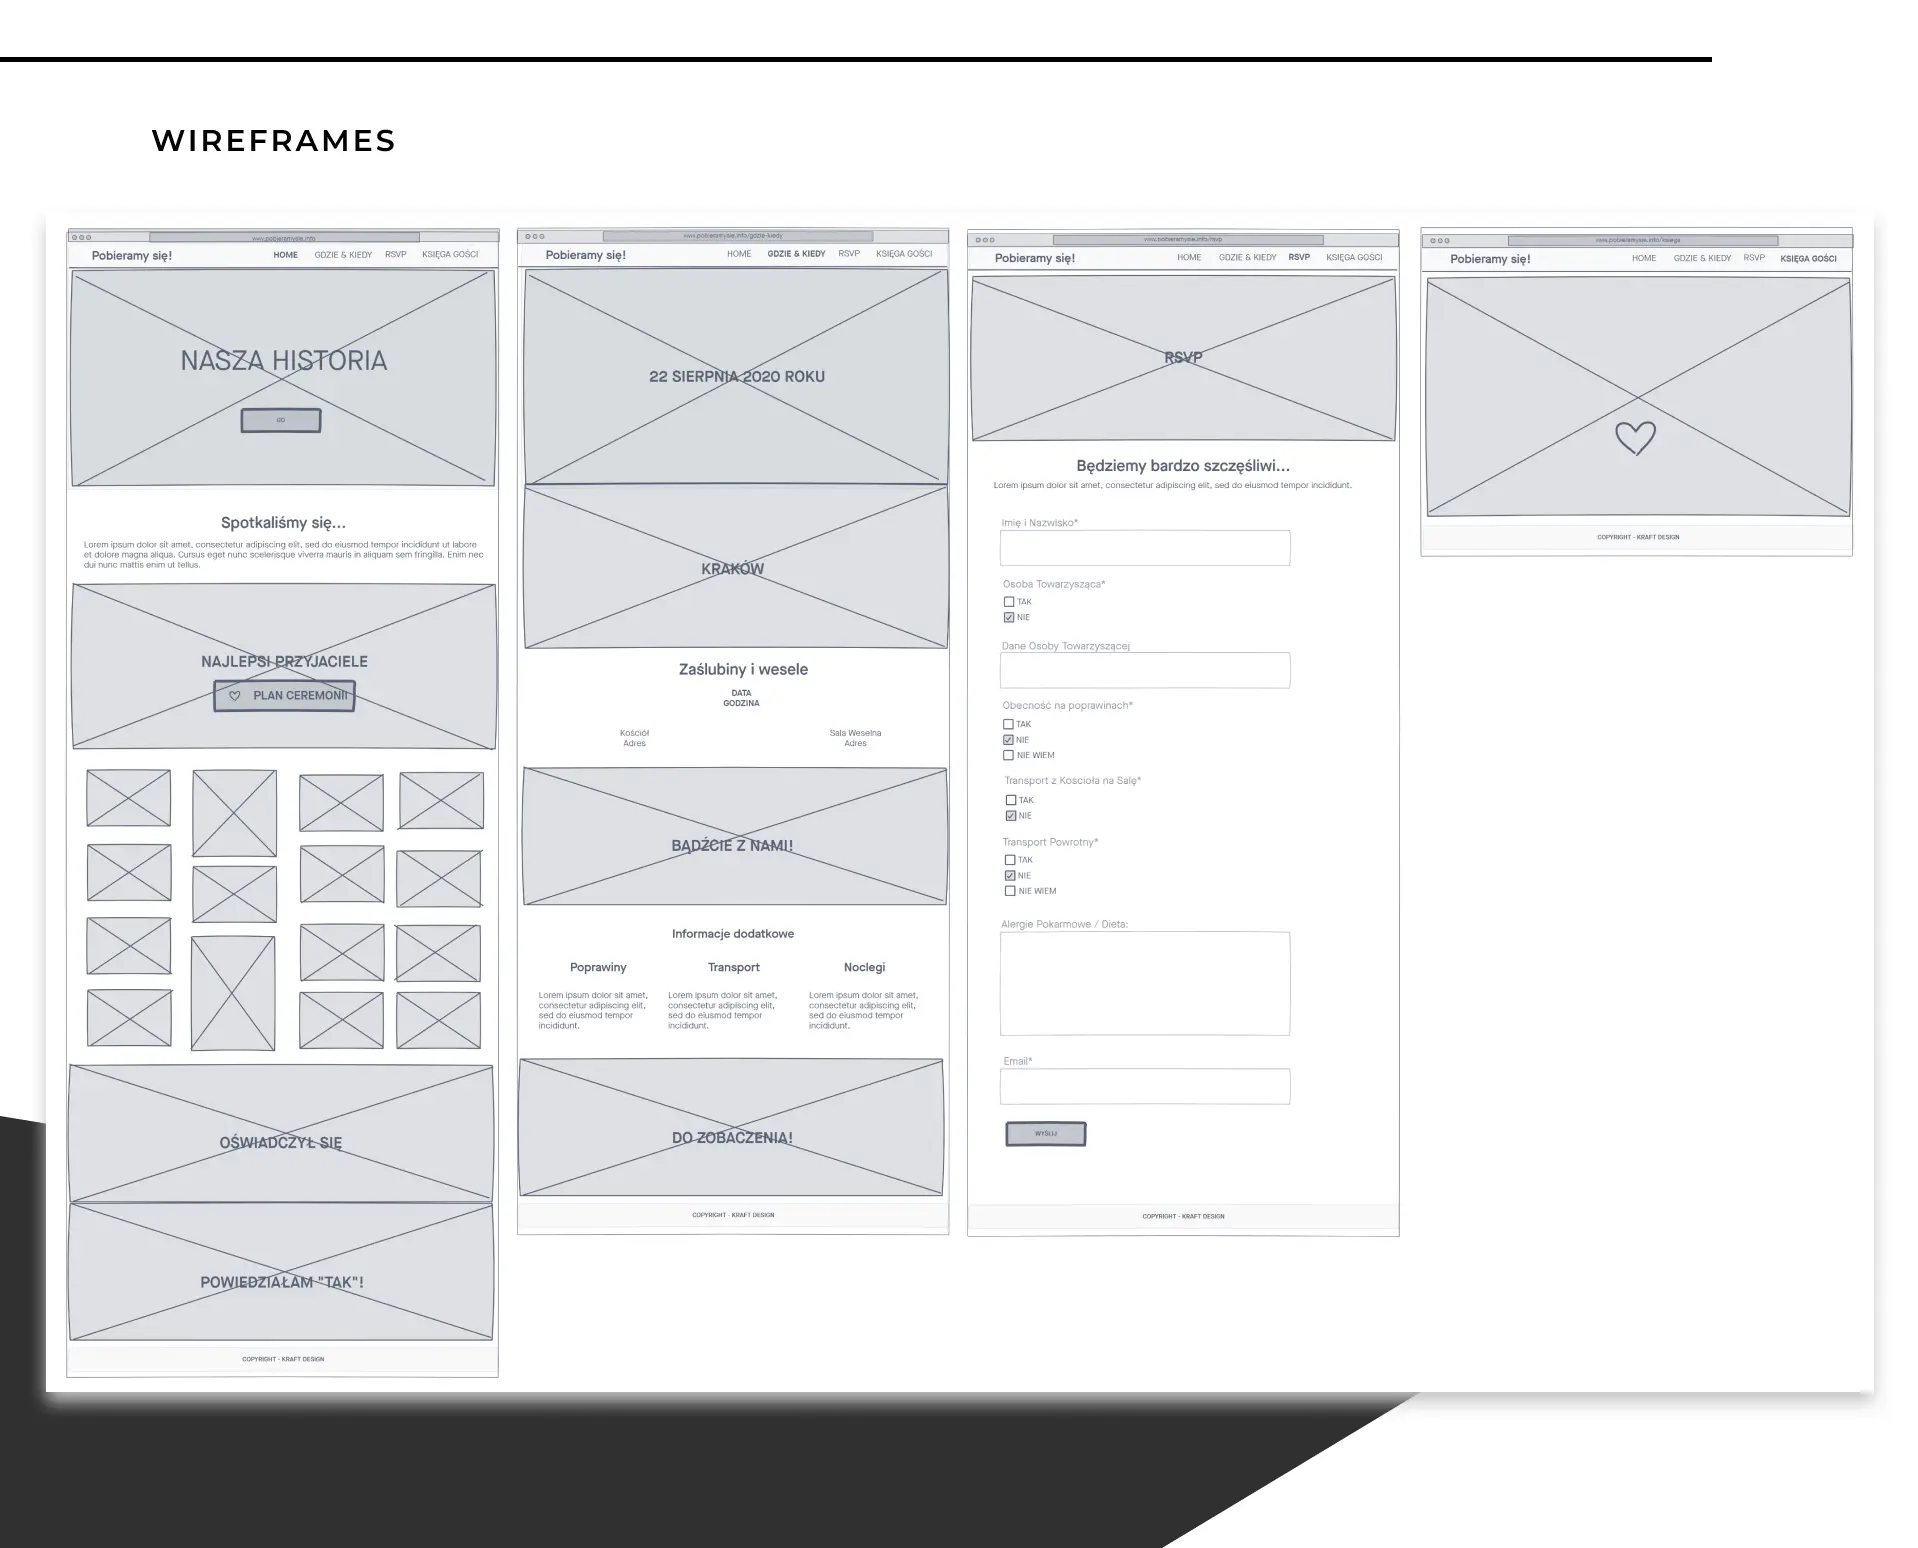 WIREFRAMES
www.pobieramysie.info
Pobieramy się!
HOME GDZIE & KIEDY RSVP KSIĘGA GOŚCI
NASZA HISTORIA
GO
Spotkaliśmy się...
Lorem ipsum dolor sit amet, consectetur adipiscing elit, sed do eiusmod tempor incididunt ut labore
et dolore magna aliqua. Cursus eget nunc scelerisque viverra mauris in aliquam sem fringilla. Enim nec
dui nunc mattis enim ut tellus.
NAJLEPSI PRZYJACIELE
PLAN CEREMONII
OŚWIADCZYŁ SIĘ
POWIEDZIAŁAM "TAK"!
COPYRIGHT - KRAFT DESIGN
www.pobieramysie.info/gdzie-kiedy
Pobieramy się!
HOME GDZIE & KIEDY RSVP KSIĘGA GOŚCI
22 SIERPNIA 2020 ROKU
KRAKÓW
Zaślubiny i wesele
DATA
GODZINA
Kościół
Adres
Sala Weselna
Adres
BĄDŹCIE Z NAMI!
Informacje dodatkowe
Poprawiny
Lorem ipsum dolor sit amet,
consectetur adipiscing elit,
sed do eiusmod tempor
incididunt.
Transport
Lorem ipsum dolor sit amet,
consectetur adipiscing elit,
sed do eiusmod tempor
incididunt.
Noclegi
Lorem ipsum dolor sit amet,
consectetur adipiscing elit,
sed do eiusmod tempor
incididunt.
DO ZOBACZENIA!
COPYRIGHT - KRAFT DESIGN
www.pobieramysie.info/rsvp
Pobieramy się!
HOME GDZIE & KIEDY RSVP KSIĘGA GOŚCI
RSVP
Będziemy bardzo szczęśliwi...
Lorem ipsum dolor sit amet, consectetur adipiscing elit, sed do eiusmod tempor incididunt.
Imię i Nazwisko*
Osoba Towarzysząca*
TAK
NIE
Dane Osoby Towarzyszącej
Obecność na poprawinach*
TAK
NIE
NIE WIEM
Transport z Kościoła na Salę*
TAK
NIE
Transport Powrotny*
TAK
NIE
NIE WIEM
Alergie Pokarmowe / Dieta:
Email*
WYŚLIJ
COPYRIGHT - KRAFT DESIGN
www.pobieramysie.info/ksiega
Pobieramy się!
HOME GDZIE & KIEDY RSVP KSIĘGA GOŚCI
COPYRIGHT - KRAFT DESIGN